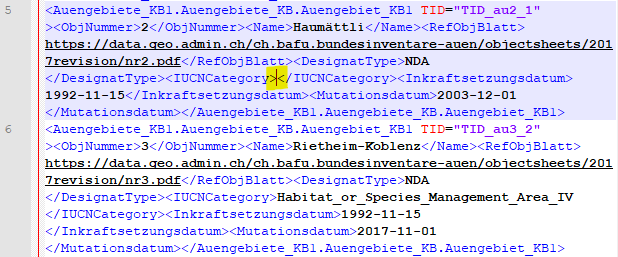 5 <Auengebiete_KB1.Auengebiete_KB.Auengebiet_KB1 TID="TID_au2_1"
><ObjNummer>2</ObjNummer><Name>Haumättli</Name><RefObjBlatt>
https://data.geo.admin.ch/ch.bafu.bundesinventare-auen/objectsheets/201
7revision/nr2.pdf</RefObjBlatt><DesignatType>NDA
</DesignatType><IUCNCategory></IUCNCategory><Inkraftsetzungsdatum>
1992-11-15</Inkraftsetzungsdatum><Mutationsdatum>2003-12-01
</Mutationsdatum></Auengebiete_KB1.Auengebiete_KB.Auengebiet_KB1>
6 <Auengebiete_KB1.Auengebiete_KB.Auengebiet_KB1 TID="TID_au3_2"
><ObjNummer>3</ObjNummer><Name>Rietheim-Koblenz</Name><RefObjBlatt>
https://data.geo.admin.ch/ch.bafu.bundesinventare-auen/objectsheets/201
7revision/nr3.pdf</RefObjBlatt><DesignatType>NDA
</DesignatType><IUCNCategory>Habitat_or_Species_Management_Area_IV
</IUCNCategory><Inkraftsetzungsdatum>1992-11-15
</Inkraftsetzungsdatum><Mutationsdatum>2017-11-01
</Mutationsdatum></Auengebiete_KB1.Auengebiete_KB.Auengebiet_KB1>